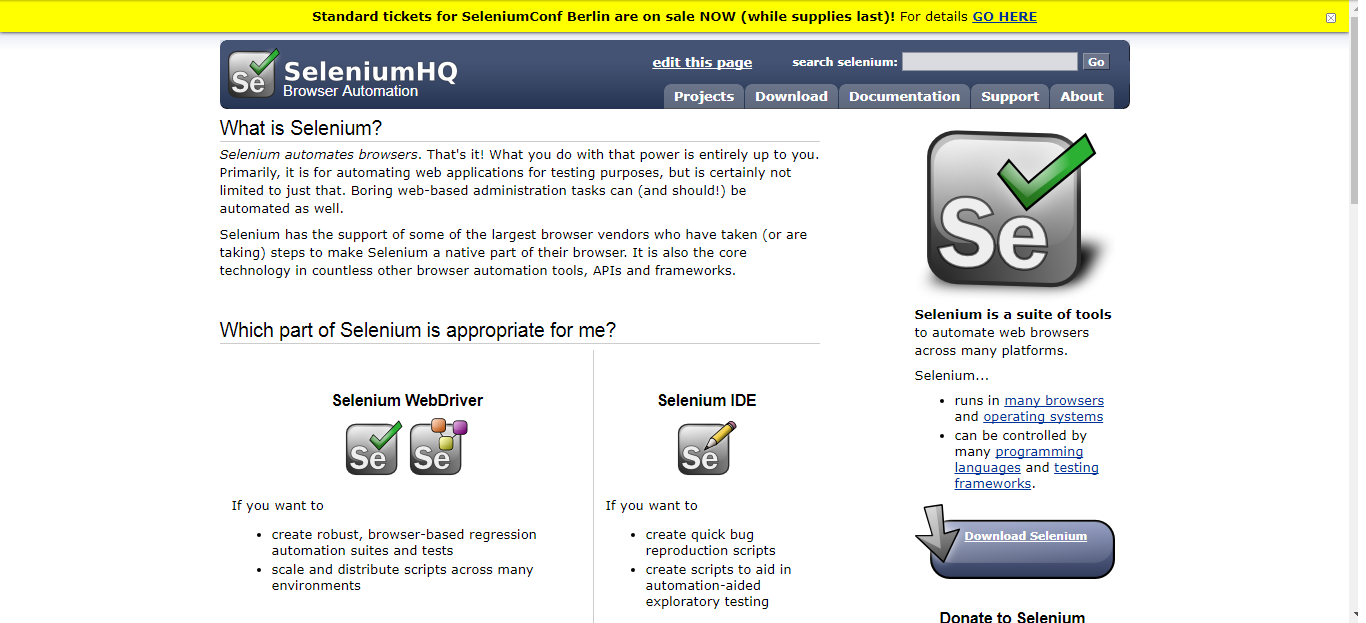 Standard tickets for SeleniumConf Berlin are on sale NOW (while supplies last)! For details GO HERE
Se
SeleniumHQ
Browser Automation
edit this page
search selenium:
Go
Projects
Download
Documentation
Support
About
What is Selenium?
Selenium automates browsers. That's it! What you do with that power is entirely up to you.
Primarily, it is for automating web applications for testing purposes, but is certainly not
limited to just that. Boring web-based administration tasks can (and should!) be
automated as well.
Selenium has the support of some of the largest browser vendors who have taken (or are
taking) steps to make Selenium a native part of their browser. It is also the core
technology in countless other browser automation tools, APIs and frameworks.
Which part of Selenium is appropriate for me?
Selenium WebDriver
Se
Se
If you want to
create robust, browser-based regression
automation suites and tests
scale and distribute scripts across many
environments
Selenium IDE
Se
If you want to
create quick bug
reproduction scripts
create scripts to aid in
automation-aided
exploratory testing
Se
Selenium is a suite of tools
to automate web browsers
across many platforms.
Selenium...
runs in many browsers
and operating systems
can be controlled by
many programming
languages and testing
frameworks.
Download Selenium
Donate to Selenium